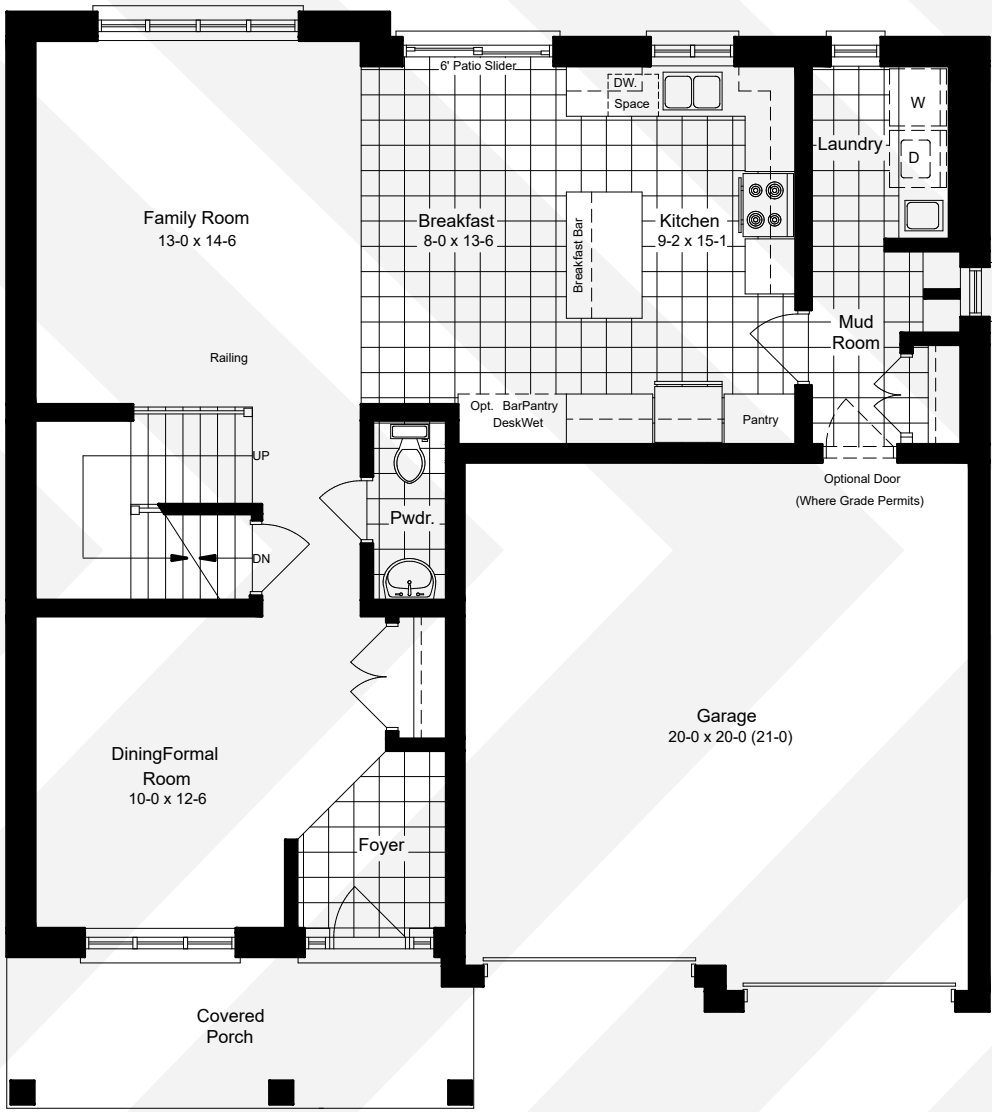 6' Patio Slider
DW.
Space
W
Laundry
D
Family Room
13-0 x 14-6
Breakfast
8-0 x 13-6
Breakfast Bar
Kitchen
9-2 x 15-1
Mud
Room
Railing
Opt. BarPantry
DeskWet
Pantry
UP
Optional Door
(Where Grade Permits)
Pwdr.
DN
Garage
20-0 x 20-0 (21-0)
DiningFormal
Room
10-0 x 12-6
Foyer
Covered
Porch